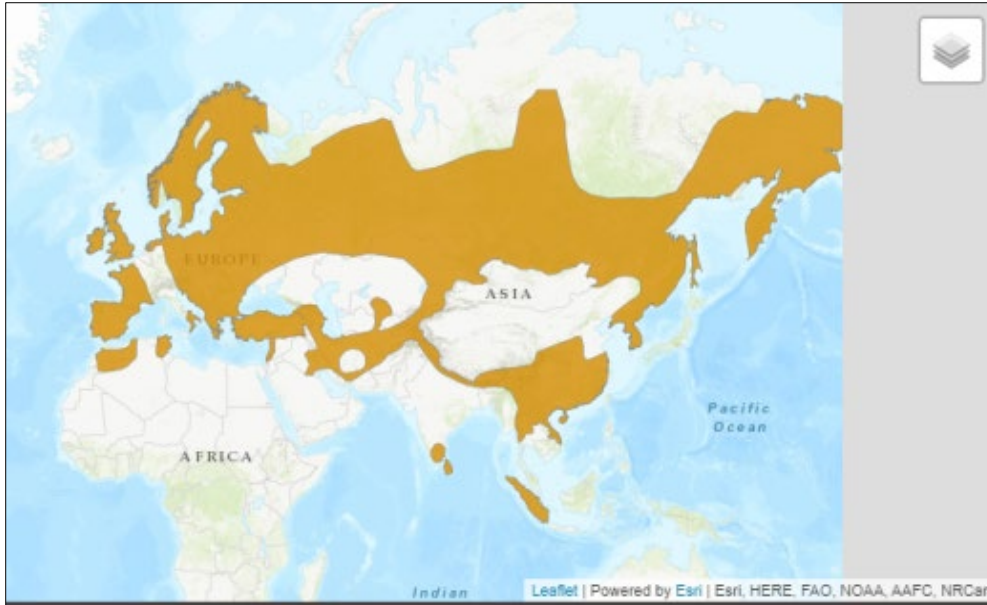 EUROPE
ASIA
Pacific
Ocean
AFRICA
Indian
Leaflet | Powered by Esri | Esri, HERE, FAO, NOAA, AAFC, NRCan